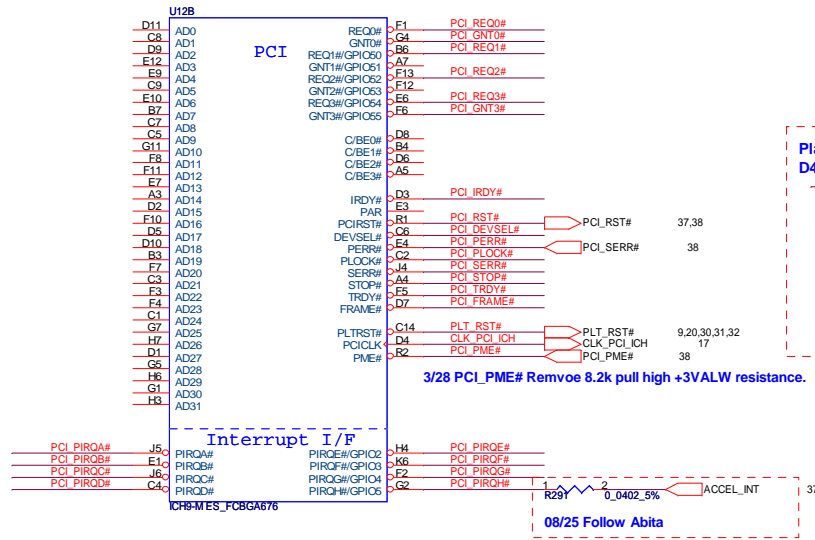 U12B
PCI
D11 AD0
C8 AD1
D9 AD2
E12 AD3
E9 AD4
C9 AD5
E10 AD6
B7 AD7
C7 AD8
C5 AD9
G11 AD10
F8 AD11
F11 AD12
E7 AD13
A3 AD14
D2 AD15
F10 AD16
D5 AD17
D10 AD18
B3 AD19
F7 AD20
C3 AD21
F3 AD22
F4 AD23
C1 AD24
G7 AD25
H7 AD26
D1 AD27
G5 AD28
H6 AD29
G1 AD30
H3 AD31
REQ0# F1 PCI_REQ0#
GNT0# G4 PCI_GNT0#
REQ1#/GPIO50 B6 PCI_REQ1#
GNT1#/GPIO51 A7
REQ2#/GPIO52 F13 PCI_REQ2#
GNT2#/GPIO53 F12
REQ3#/GPIO54 E6 PCI_REQ3#
GNT3#/GPIO55 F6 PCI_GNT3#
C/BE0# D8
C/BE1# B4
C/BE2# D6
C/BE3# A5
IRDY# D3 PCI_IRDY#
PAR E3
PCIRST# R1 PCI_RST# PCI_RST# 37,38
DEVSEL# C6 PCI_DEVSEL#
PERR# E4 PCI_PERR# PCI_SERR# 38
PLOCK# C2 PCI_PLOCK#
SERR# J4 PCI_SERR#
STOP# A4 PCI_STOP#
TRDY# F5 PCI_TRDY#
FRAME# D7 PCI_FRAME#
PLTRST# C14 PLT_RST# PLT_RST# 9,20,30,31,32
PCICLK D4 CLK_PCI_ICH CLK_PCI_ICH 17
PME# R2 PCI_PME# PCI_PME# 38
3/28 PCI_PME# Remvoe 8.2k pull high +3VALW resistance.
Interrupt I/F
PCI_PIRQA# J5 PIRQA# PIRQE#/GPIO2 H4 PCI_PIRQE#
PCI_PIRQB# E1 PIRQB# PIRQF#/GPIO3 K6 PCI_PIRQF#
PCI_PIRQC# J6 PIRQC# PIRQG#/GPIO4 F2 PCI_PIRQG#
PCI_PIRQD# C4 PIRQD# PIRQH#/GPIO5 G2 PCI_PIRQH#
ICH9-M ES_FCBGA676
1 2
R291 0_0402_5%
ACCEL_INT 37
08/25 Follow Abita